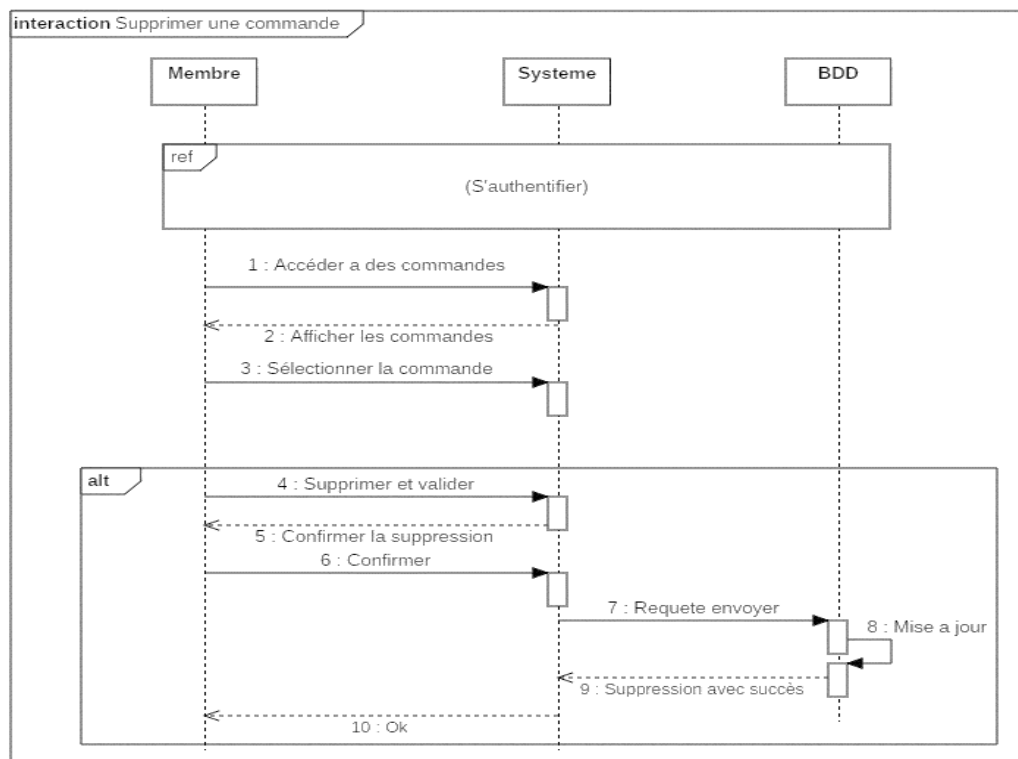 interaction Supprimer une commande
Membre
Systeme
BDD
ref
(S'authentifier)
1 : Accéder a des commandes
2 : Afficher les commandes
3 : Sélectionner la commande
alt
4 : Supprimer et valider
5 : Confirmer la suppression
6 : Confirmer
7 : Requete envoyer
8 : Mise a jour
9 : Suppression avec succès
10 : Ok